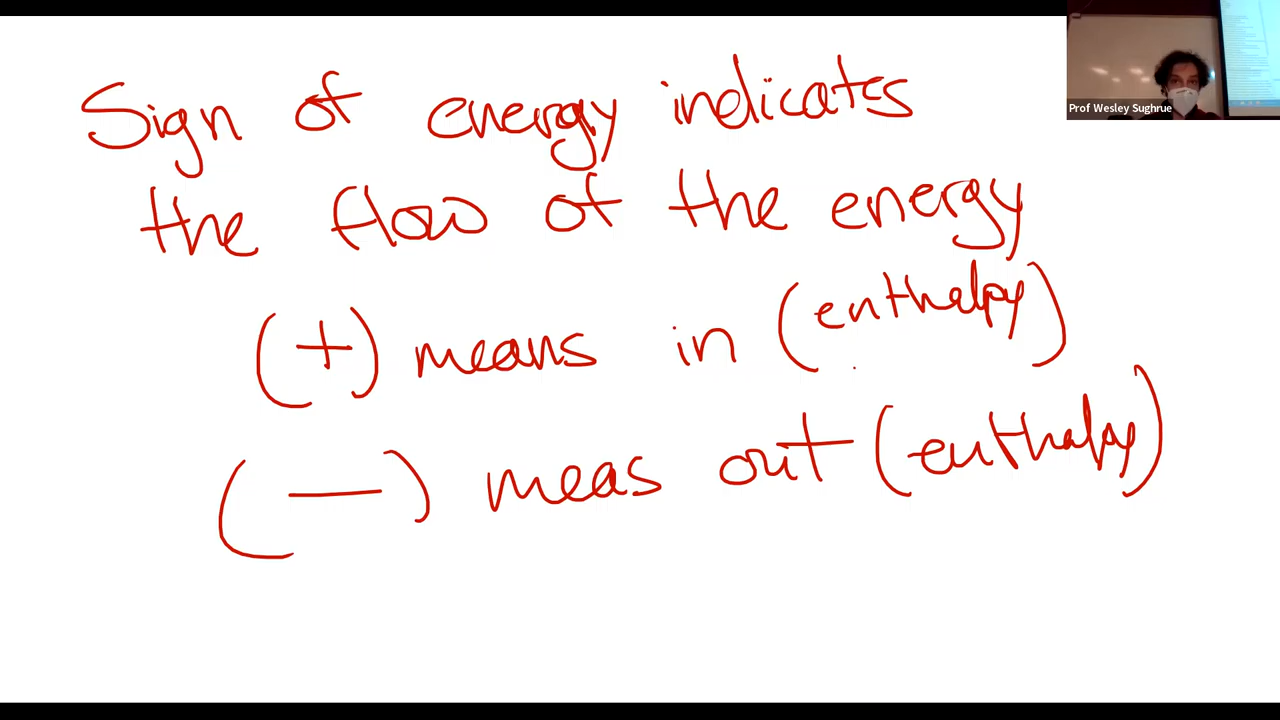 Sign of energy indicates
the flow of the energy
(+) means in (enthalpy)
(—) meas out (enthalpy)
Prof Wesley Sughrue